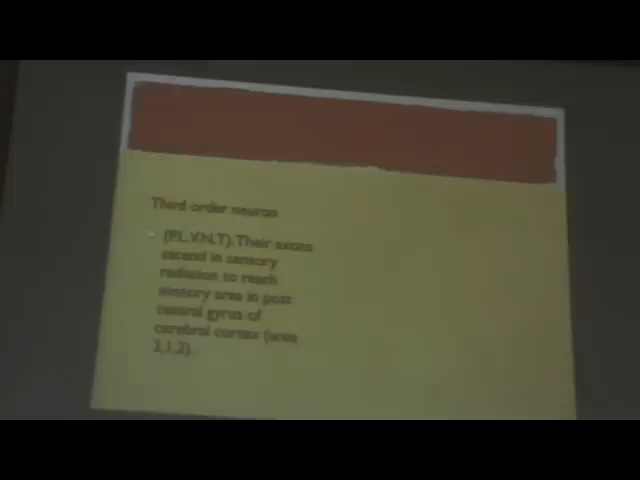 Third order neuron
(P.L.V.N.T).Their axons
ascend in sensory
radiation to reach
sensory area in post
central gyrus of
cerebral cortex (area
3,1,2).